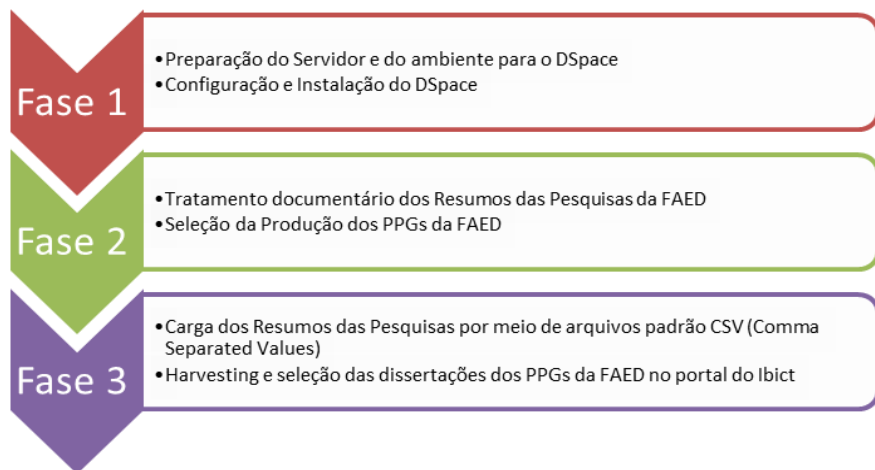 Fase 1
•Preparação do Servidor e do ambiente para o DSpace
•Configuração e Instalação do DSpace
Fase 2
•Tratamento documentário dos Resumos das Pesquisas da FAED
•Seleção da Produção dos PPGs da FAED
Fase 3
•Carga dos Resumos das Pesquisas por meio de arquivos padrão CSV (Comma
Separated Values)
•Harvesting e seleção das dissertações dos PPGs da FAED no portal do Ibict